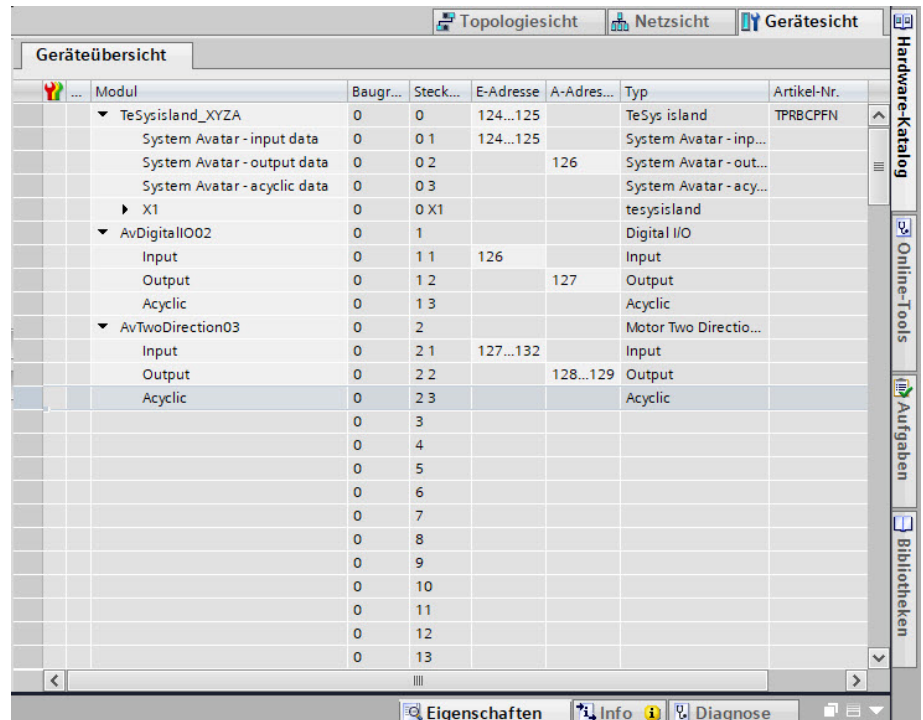 Topologiesicht Netzsicht Gerätesicht
Geräteübersicht
... Modul Baugr... Steck... E-Adresse A-Adres... Typ Artikel-Nr.
TeSysisland_XYZA 0 0 124...125 TeSys island TPRBCPFN
System Avatar - input data 0 0 1 124...125 System Avatar - inp...
System Avatar - output data 0 0 2 126 System Avatar - out...
System Avatar - acyclic data 0 0 3 System Avatar - acy...
X1 0 0 X1 tesysisland
AvDigitalIO02 0 1 Digital I/O
Input 0 1 1 126 Input
Output 0 1 2 127 Output
Acyclic 0 1 3 Acyclic
AvTwoDirection03 0 2 Motor Two Directio...
Input 0 2 1 127...132 Input
Output 0 2 2 128...129 Output
Acyclic 0 2 3 Acyclic
0 3
0 4
0 5
0 6
0 7
0 8
0 9
0 10
0 11
0 12
0 13
Eigenschaften Info Diagnose
Hardware-Katalog
Online-Tools
Aufgaben
Bibliotheken